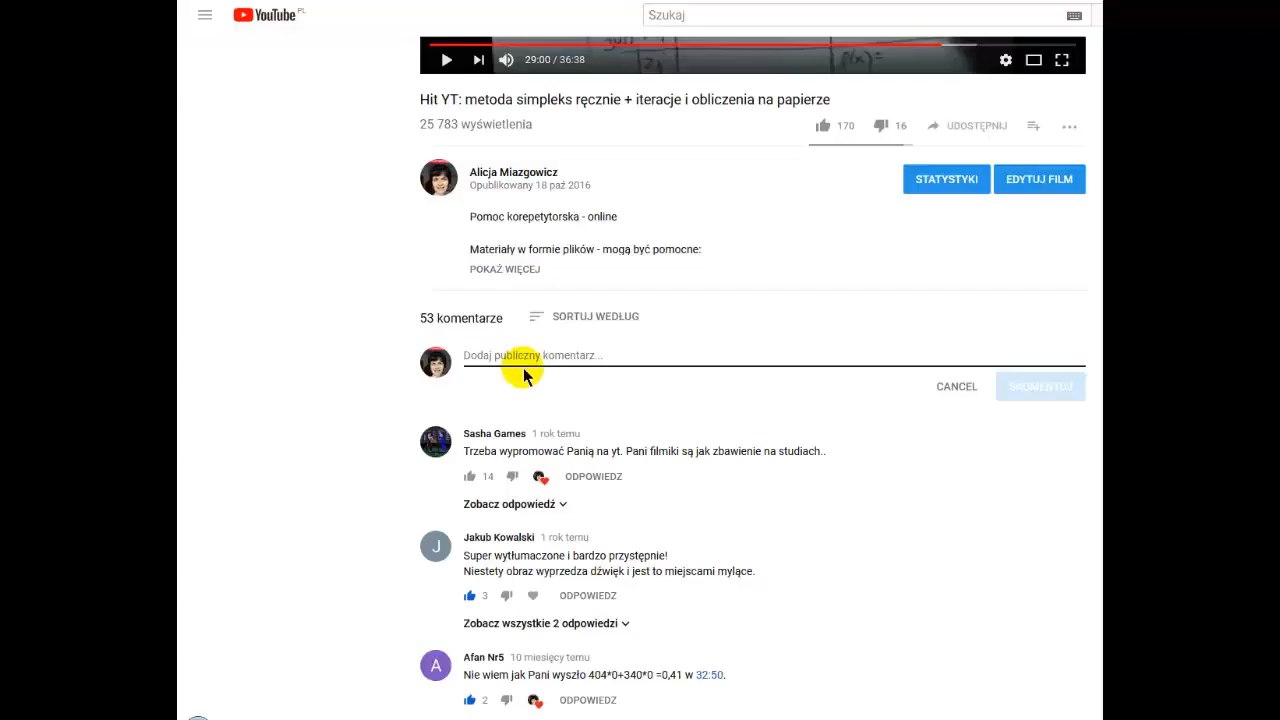 YouTube PL
Szukaj
29:00 / 36:38
Hit YT: metoda simpleks ręcznie + iteracje i obliczenia na papierze
25 783 wyświetlenia
170
16
UDOSTĘPNIJ
Alicja Miazgowicz
Opublikowany 18 paź 2016
STATYSTYKI
EDYTUJ FILM
Pomoc korepetytorska - online
Materiały w formie plików - mogą być pomocne:
POKAŻ WIĘCEJ
53 komentarze
SORTUJ WEDŁUG
Dodaj publiczny komentarz...
CANCEL
SKOMENTUJ
Sasha Games 1 rok temu
Trzeba wypromować Panią na yt. Pani filmiki są jak zbawienie na studiach..
14
ODPOWIEDZ
Zobacz odpowiedź
J
Jakub Kowalski 1 rok temu
Super wytłumaczone i bardzo przystępnie!
Niestety obraz wyprzedza dźwięk i jest to miejscami mylące.
3
ODPOWIEDZ
Zobacz wszystkie 2 odpowiedzi
A
Afan Nr5 10 miesięcy temu
Nie wiem jak Pani wyszło 404*0+340*0 =0,41 w 32:50.
2
ODPOWIEDZ